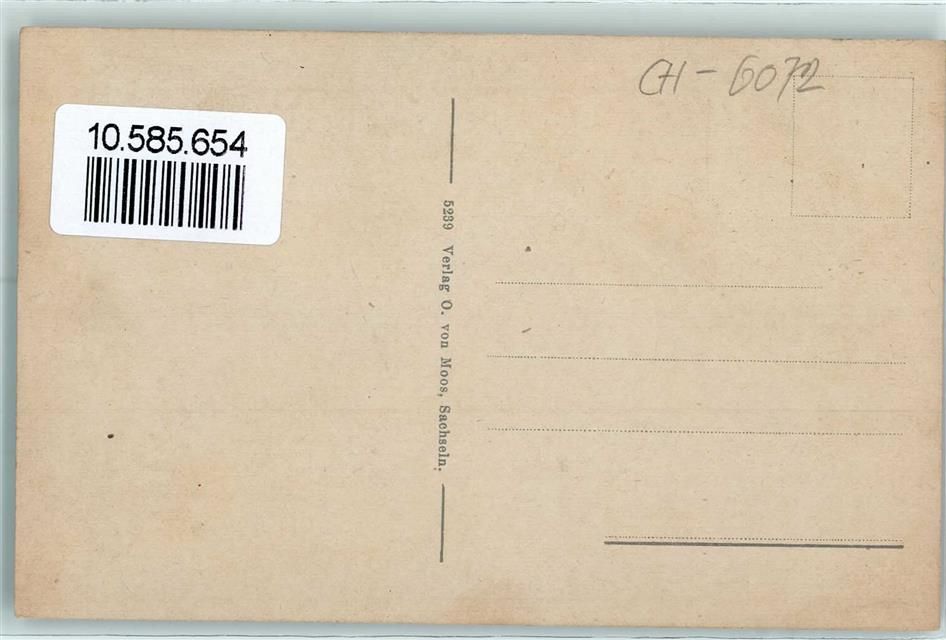 10.585.654
CH - 6072
5239 Verlag O. von Moos, Sachseln.